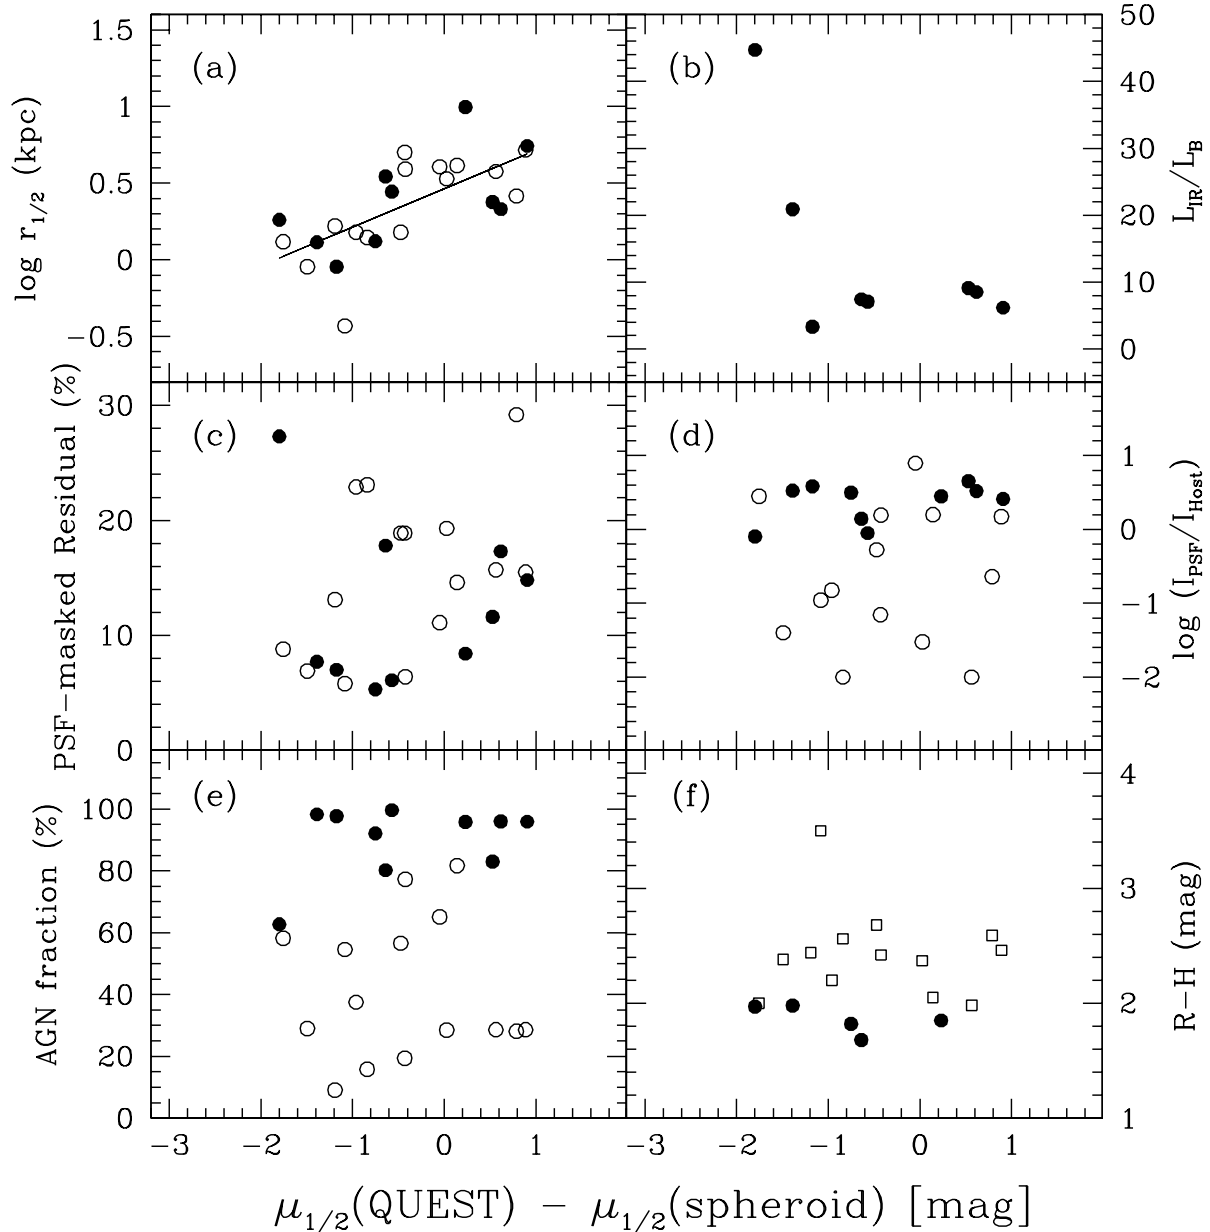 (a)
1.5
1
0.5
0
−0.5
log r1/2 (kpc)
(b)
50
40
30
20
10
0
LIR/LB
(c)
30
20
10
0
PSF−masked Residual (%)
(d)
1
0
−1
−2
log (IPSF/IHost)
(e)
100
80
60
40
20
0
AGN fraction (%)
(f)
4
3
2
1
R−H (mag)
−3 −2 −1 0 1
−3 −2 −1 0 1
μ1/2(QUEST) − μ1/2(spheroid) [mag]